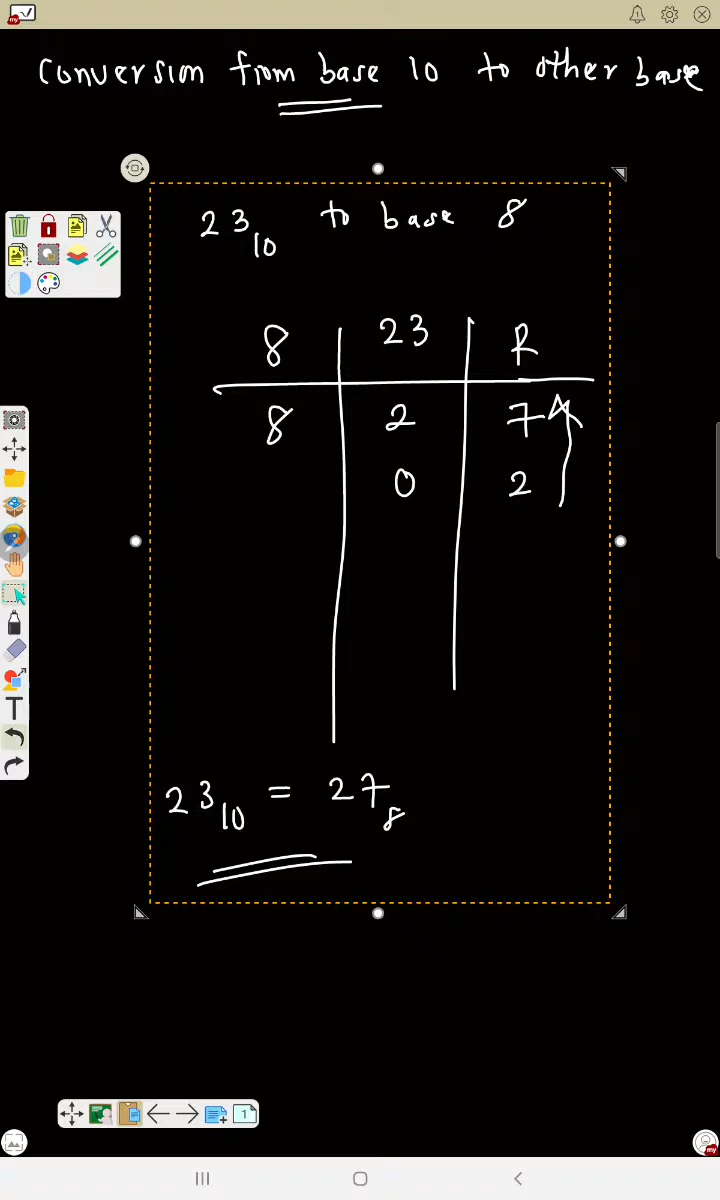 conversion from base 10 to other base
23₁₀ to base 8
8 23 R
8 2 7
0 2
23₁₀ = 27₈
T
1